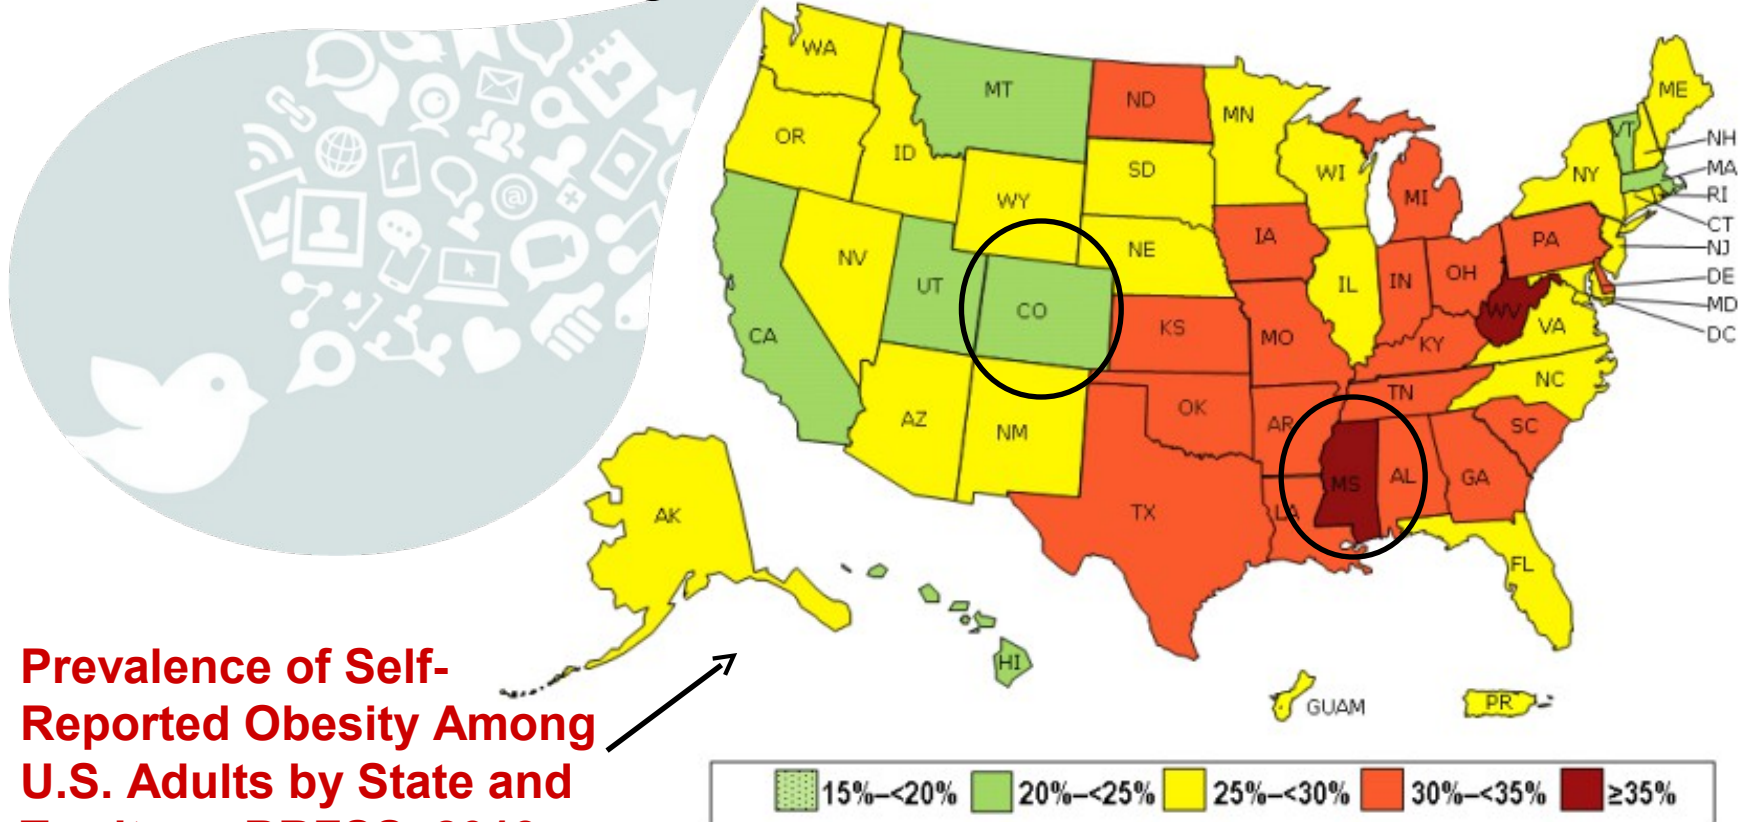 WA
MT
ND
MN
ME
OR
ID
SD
WI
VT
NH
MA
NY
RI
WY
MI
CT
NV
NE
IA
PA
NJ
UT
IL
IN
OH
DE
CO
WV
MD
CA
KS
MO
KY
VA
DC
AZ
NM
OK
AR
TN
NC
SC
TX
LA
MS
AL
GA
AK
FL
HI
GUAM
PR
Prevalence of Self-
Reported Obesity Among
U.S. Adults by State and
15%–<20% 20%–<25% 25%–<30% 30%–<35% ≥35%